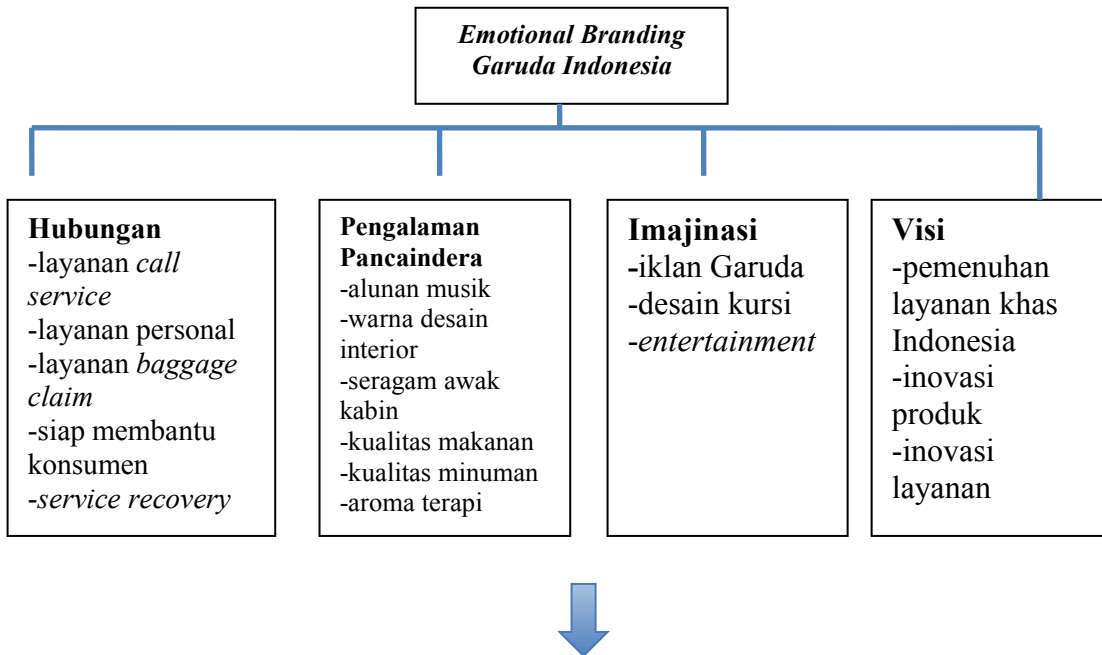 Emotional Branding
Garuda Indonesia
Hubungan
-layanan call
service
-layanan personal
-layanan baggage
claim
-siap membantu
konsumen
-service recovery
Pengalaman
Pancaindera
-alunan musik
-warna desain
interior
-seragam awak
kabin
-kualitas makanan
-kualitas minuman
-aroma terapi
Imajinasi
-iklan Garuda
-desain kursi
-entertainment
Visi
-pemenuhan
layanan khas
Indonesia
-inovasi
produk
-inovasi
layanan